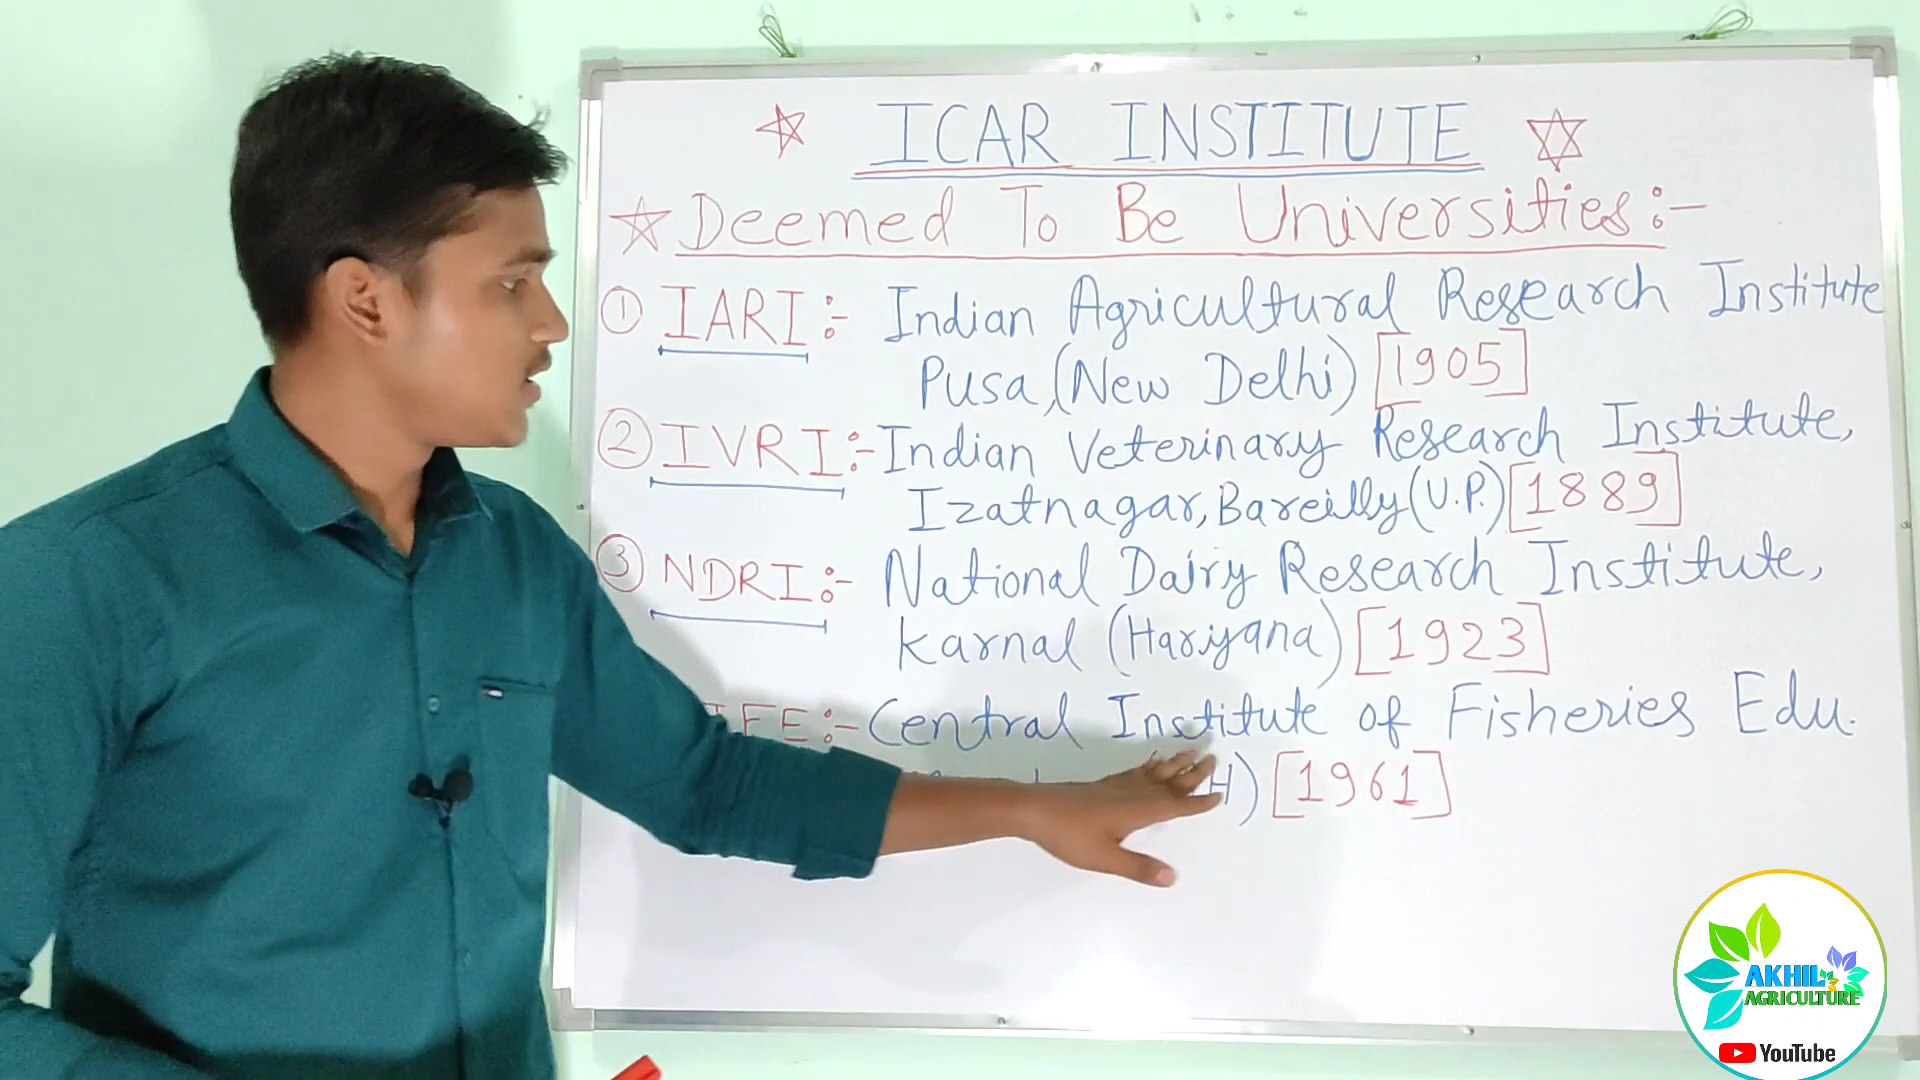 ICAR INSTITUTE
Deemed To Be Universities:-
① IARI:- Indian Agricultural Research Institute
Pusa,(New Delhi) [1905]
② IVRI:- Indian Veterinary Research Institute,
Izatnagar,Bareilly(U.P.)[1889]
③ NDRI:- National Dairy Research Institute,
Karnal (Hariyana) [1923]
IFE:- Central Institute of Fisheries Edu.
H) [1961]
AKHIL
AGRICULTURE
YouTube